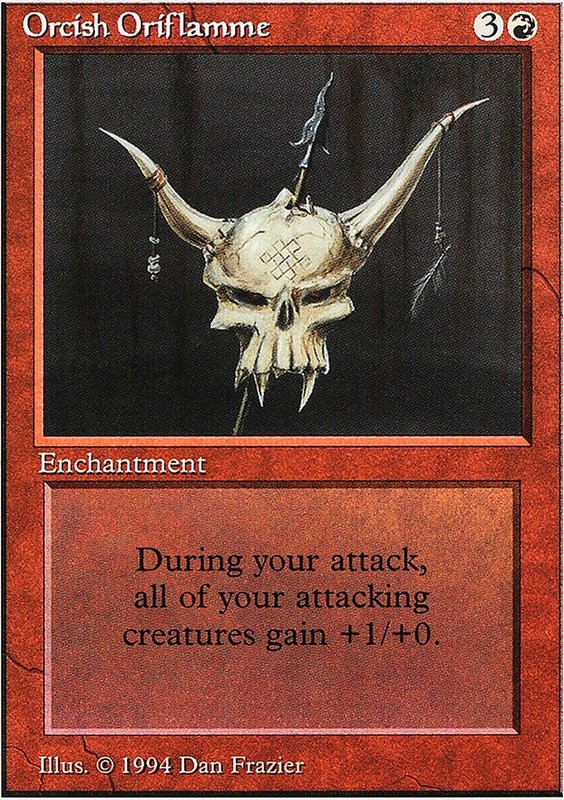 Orcish Oriflamme 3
Enchantment
During your attack,
all of your attacking
creatures gain +1/+0.
Illus. © 1994 Dan Frazier